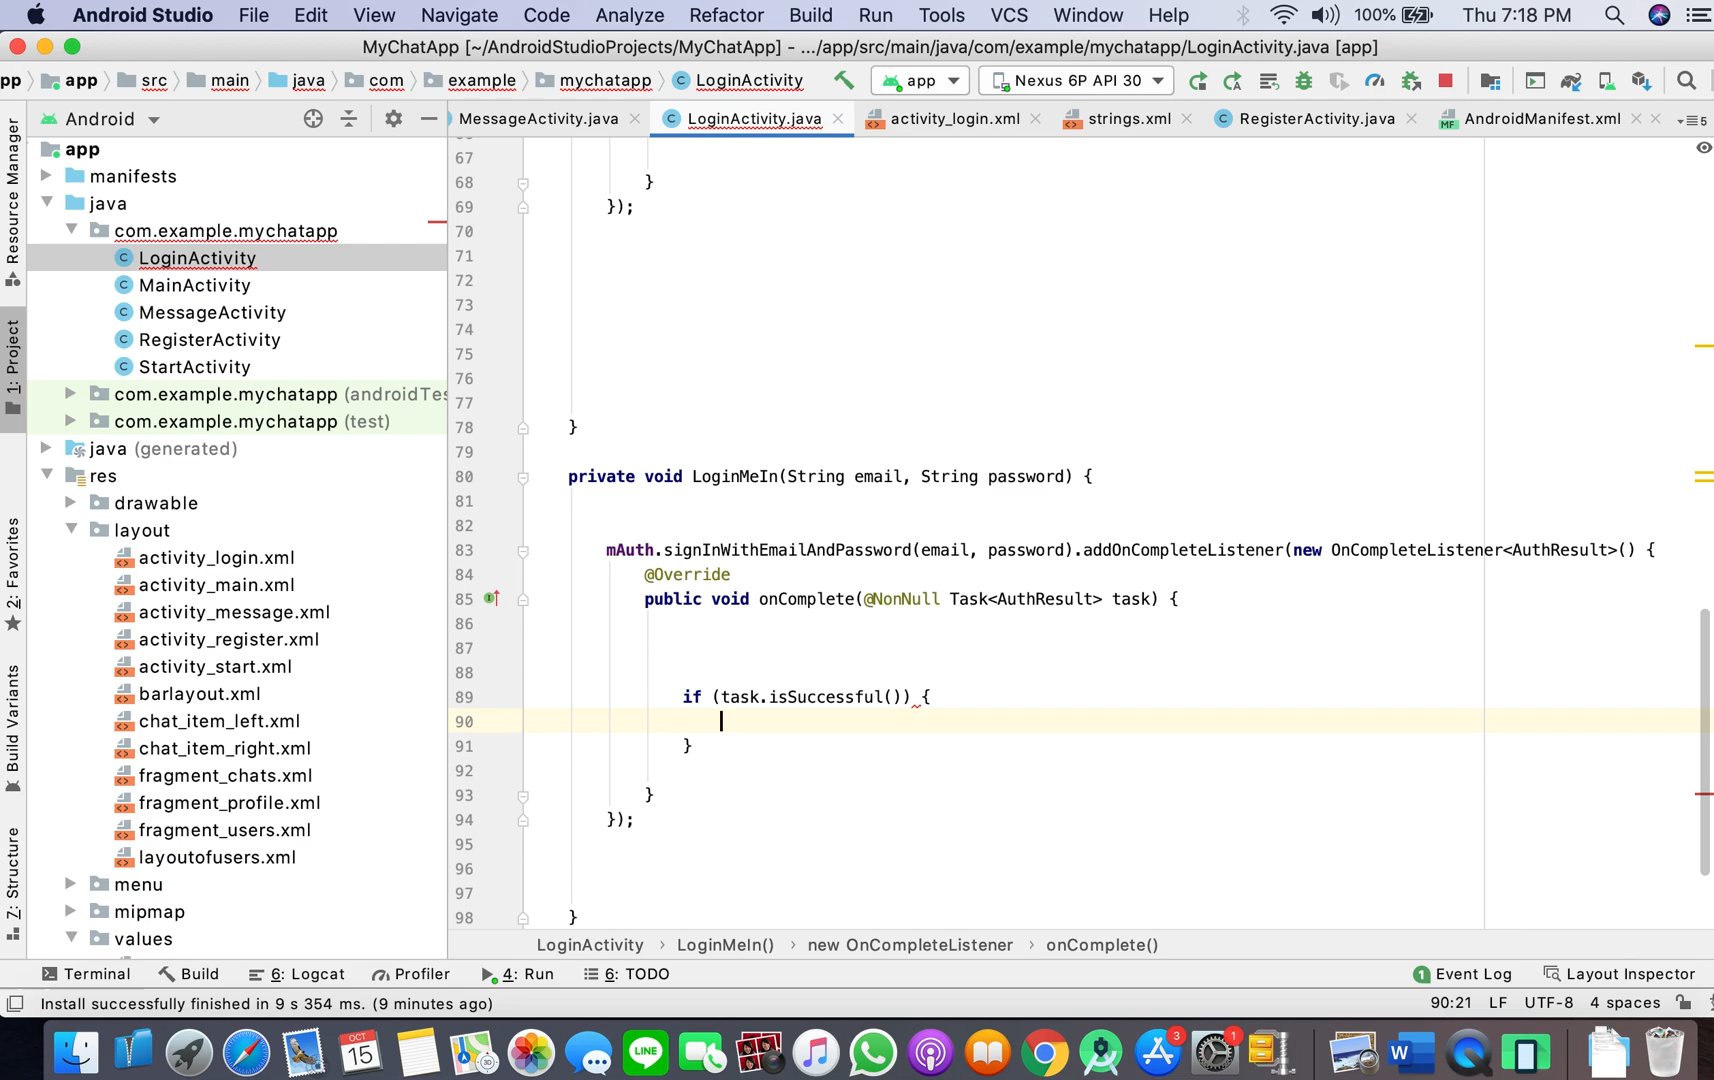 Android Studio File Edit View Navigate Code Analyze Refactor Build Run Tools VCS Window Help 100% Thu 7:18 PM
MyChatApp [~/AndroidStudioProjects/MyChatApp] - .../app/src/main/java/com/example/mychatapp/LoginActivity.java [app]
pp app src main java com example mychatapp LoginActivity app Nexus 6P API 30
Android
MessageActivity.java LoginActivity.java activity_login.xml strings.xml RegisterActivity.java AndroidManifest.xml 5
Resource Manager
1: Project
2: Favorites
Build Variants
7: Structure
app
manifests
java
com.example.mychatapp
LoginActivity
MainActivity
MessageActivity
RegisterActivity
StartActivity
com.example.mychatapp (androidTes
com.example.mychatapp (test)
java (generated)
res
drawable
layout
activity_login.xml
activity_main.xml
activity_message.xml
activity_register.xml
activity_start.xml
barlayout.xml
chat_item_left.xml
chat_item_right.xml
fragment_chats.xml
fragment_profile.xml
fragment_users.xml
layoutofusers.xml
menu
mipmap
values
67
68 }
69 });
70
71
72
73
74
75
76
77
78 }
79
80 private void LoginMeIn(String email, String password) {
81
82
83 mAuth.signInWithEmailAndPassword(email, password).addOnCompleteListener(new OnCompleteListener<AuthResult>() {
84 @Override
85 public void onComplete(@NonNull Task<AuthResult> task) {
86
87
88
89 if (task.isSuccessful()) {
90
91 }
92
93 }
94 });
95
96
97
98 }
LoginActivity › LoginMeIn() › new OnCompleteListener › onComplete()
Terminal Build 6: Logcat Profiler 4: Run 6: TODO 1 Event Log Layout Inspector
Install successfully finished in 9 s 354 ms. (9 minutes ago) 90:21 LF UTF-8 4 spaces
OCT
15
30
LINE
3
1
W